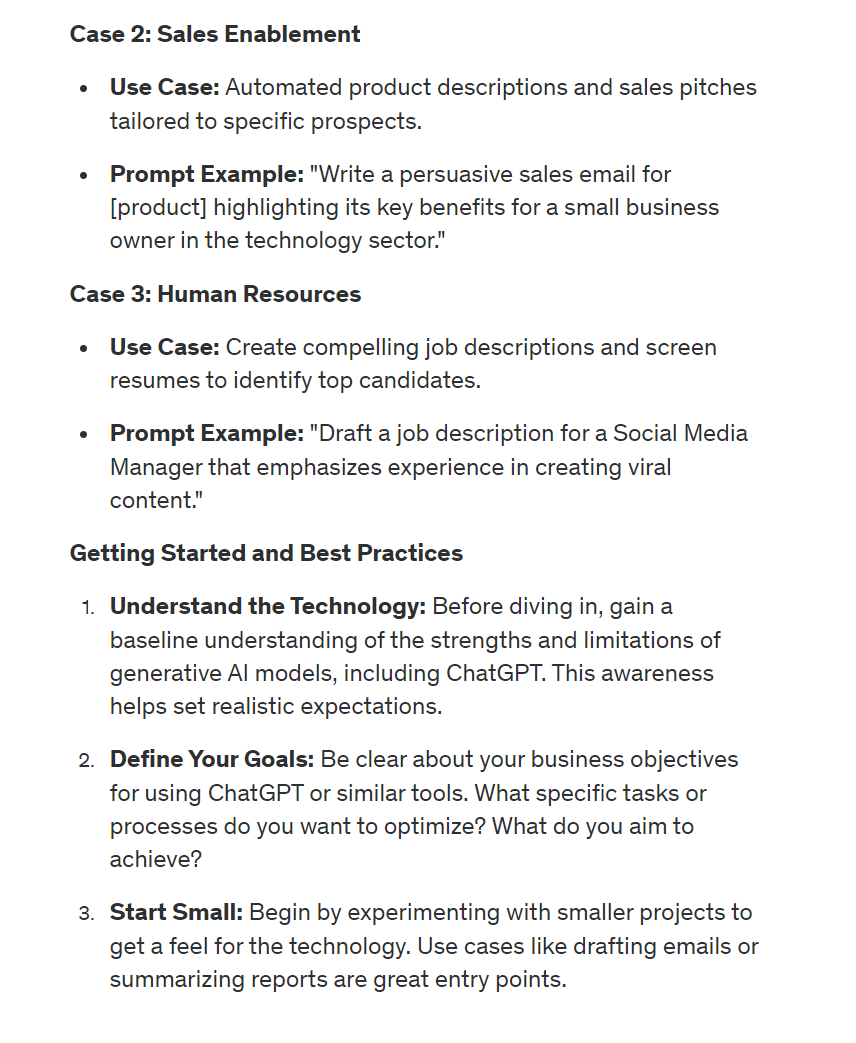 Case 2: Sales Enablement
• Use Case: Automated product descriptions and sales pitches
tailored to specific prospects.
• Prompt Example: "Write a persuasive sales email for
[product] highlighting its key benefits for a small business
owner in the technology sector."
Case 3: Human Resources
• Use Case: Create compelling job descriptions and screen
resumes to identify top candidates.
• Prompt Example: "Draft a job description for a Social Media
Manager that emphasizes experience in creating viral
content."
Getting Started and Best Practices
1. Understand the Technology: Before diving in, gain a
baseline understanding of the strengths and limitations of
generative AI models, including ChatGPT. This awareness
helps set realistic expectations.
2. Define Your Goals: Be clear about your business objectives
for using ChatGPT or similar tools. What specific tasks or
processes do you want to optimize? What do you aim to
achieve?
3. Start Small: Begin by experimenting with smaller projects to
get a feel for the technology. Use cases like drafting emails or
summarizing reports are great entry points.